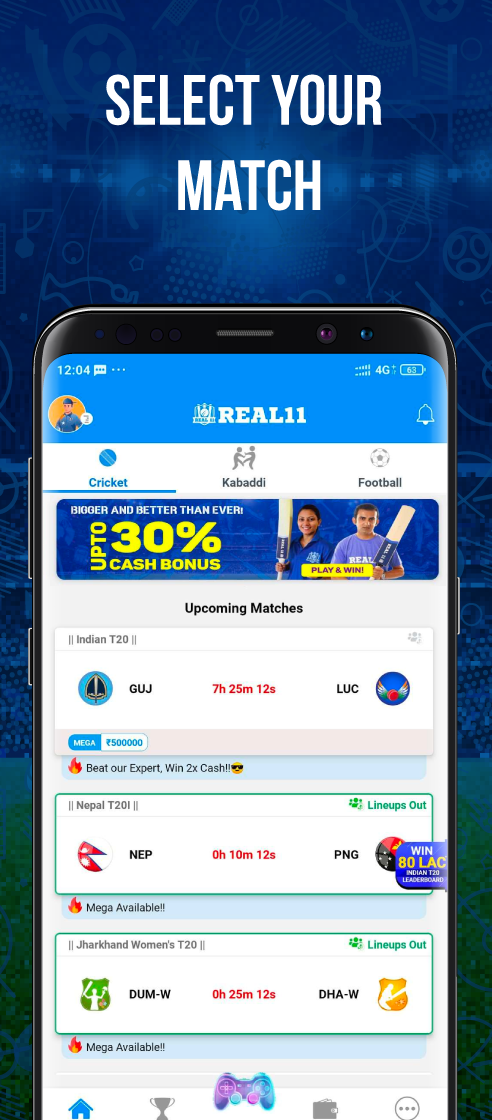 SELECT YOUR
MATCH
12:04
4G+
63
REAL11
Cricket
Kabaddi
Football
BIGGER AND BETTER THAN EVER!
UPTO 30%
CASH BONUS
REAL
PLAY & WIN!
Upcoming Matches
|| Indian T20 ||
GUJ 7h 25m 12s LUC
MEGA ₹500000
🔥 Beat our Expert, Win 2x Cash!!😎
|| Nepal T20I || Lineups Out
NEP 0h 10m 12s PNG
WIN
80 LAC
INDIAN T20
LEADERBOARD
🔥 Mega Available!!
|| Jharkhand Women's T20 || Lineups Out
DUM-W 0h 25m 12s DHA-W
🔥 Mega Available!!